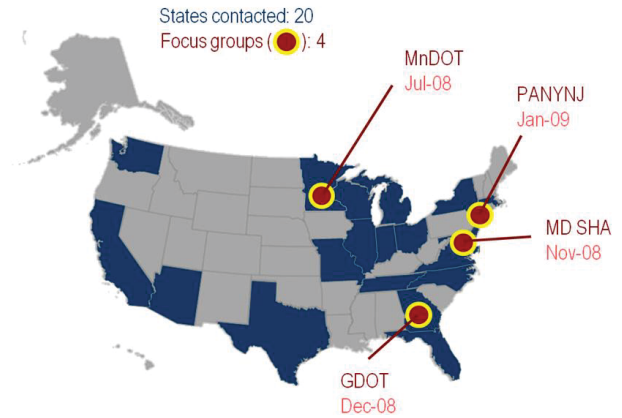 States contacted: 20
Focus groups ( ): 4
MnDOT
Jul-08
PANYNJ
Jan-09
MD SHA
Nov-08
GDOT
Dec-08